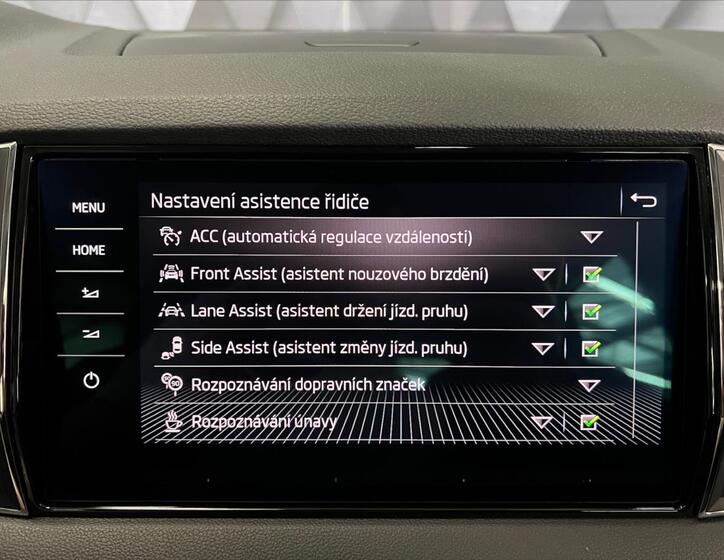 MENU
HOME
Nastavení asistence řidiče
ACC (automatická regulace vzdálenosti)
Front Assist (asistent nouzového brzdění)
Lane Assist (asistent držení jízd. pruhu)
Side Assist (asistent změny jízd. pruhu)
Rozpoznávání dopravních značek
Rozpoznávání únavy